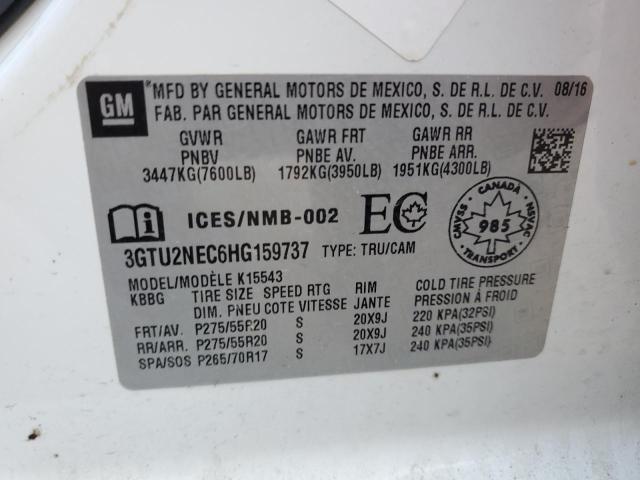 GM
*MFD BY GENERAL MOTORS DE MEXICO, S. DE R.L. DE C.V. 08/16
FAB. PAR GENERAL MOTORS DE MEXICO, S. DE R.L. DE C.V.
GVWR GAWR FRT GAWR RR
PNBV PNBE AV. PNBE ARR.
3447KG(7600LB) 1792KG(3950LB) 1951KG(4300LB)
ICES/NMB-002 EC CANADA CMVSS 985 NSVAC TRANSPORT
3GTU2NEC6HG159737 TYPE: TRU/CAM
MODEL/MODÈLE K15543
KBBG TIRE SIZE SPEED RTG RIM COLD TIRE PRESSURE
DIM. PNEU COTE VITESSE JANTE PRESSION À FROID
FRT/AV. P275/55R20 S 20X9J 220 KPA(32PSI)
RR/ARR. P275/55R20 S 20X9J 240 KPA(35PSI)
SPA/SOS P265/70R17 S 17X7J 240 KPA(35PSI)